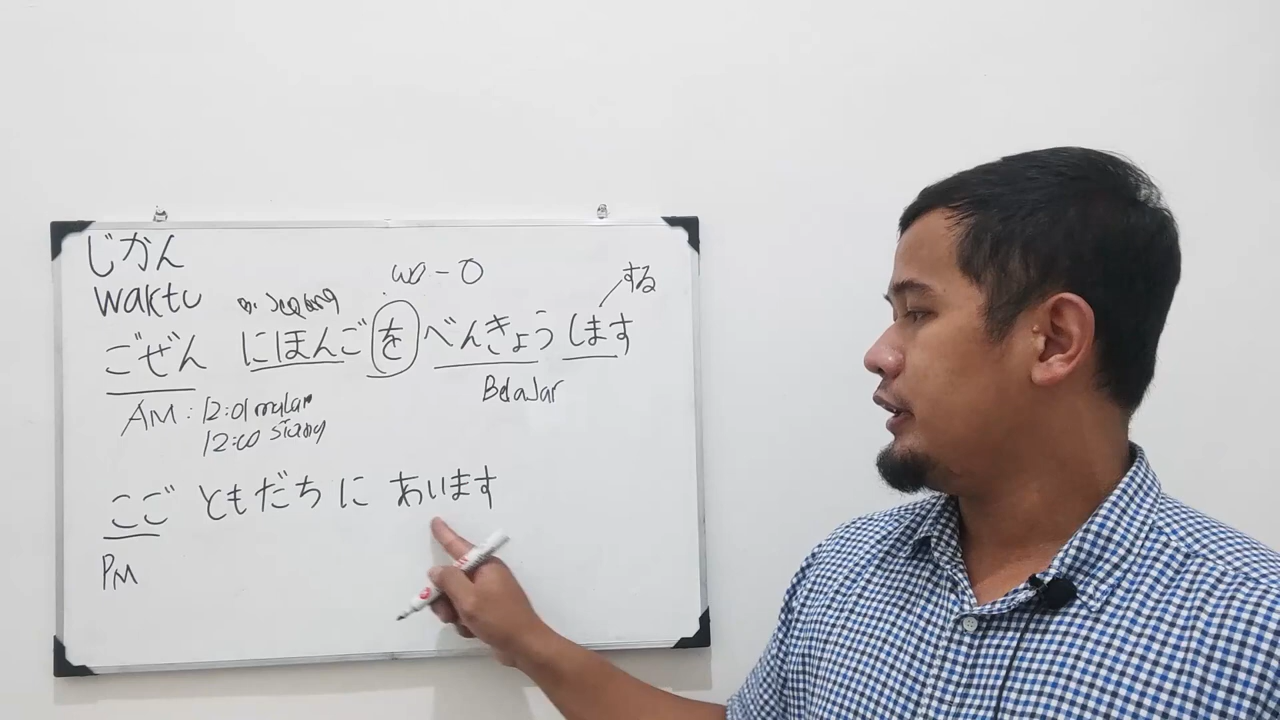 じかん
waktu
B. Jepang
wo - O
する
ごぜん にほんご を べんきょう します
Belajar
AM : 12:01 malam
12:00 siang
ごご ともだち に あいます
PM